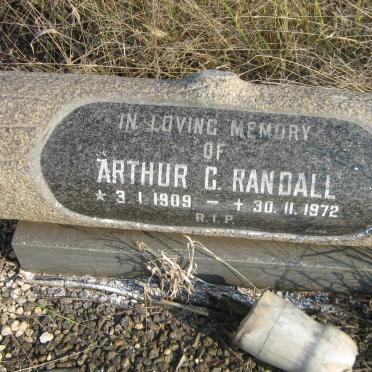 IN LOVING MEMORY
OF
ARTHUR G. RANDALL
★ 3.1.1909 - + 30.11.1972
R.I.P.